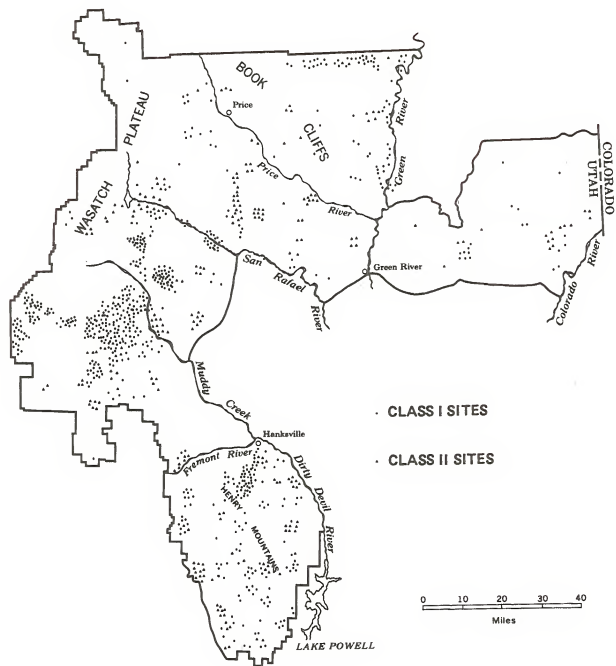 BOOK
CLIFFS
Price
PLATEAU
WASATCH
Price
River
Green
River
COLORADO
UTAH
Green River
San
Rafael
River
Colorado
River
Muddy
Creek
Hanksville
Fremont River
Dirty
Devil
River
HENRY
MOUNTAINS
LAKE POWELL
CLASS I SITES
CLASS II SITES
0 10 20 30 40
Miles